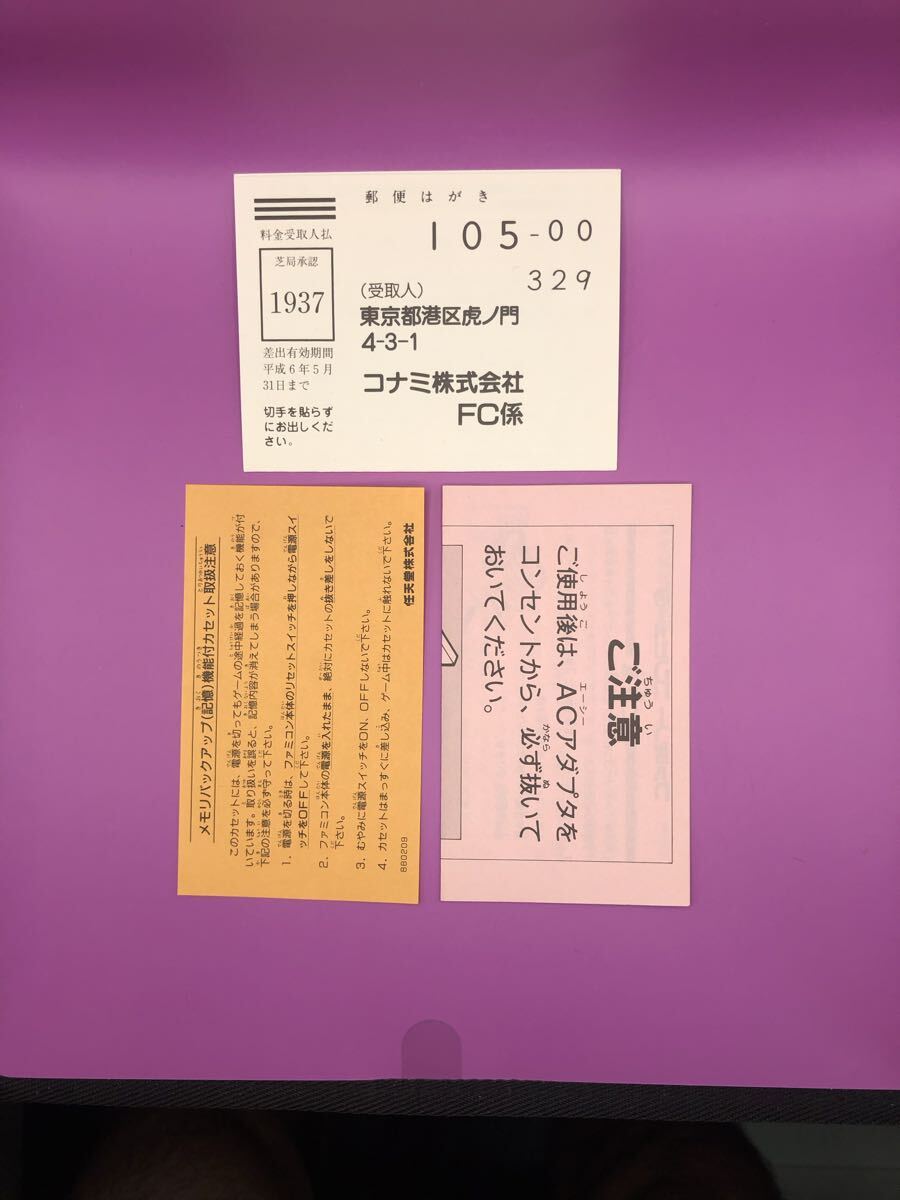 郵便はがき
105-00
329
料金受取人払
芝局承認
1937
差出有効期間
平成6年5月
31日まで
切手を貼らず
にお出しくだ
さい。
(受取人)
東京都港区虎ノ門
4-3-1
コナミ株式会社
FC係
メモリバックアップ(記憶)機能付カセット取扱注意
このカセットには、電源を切ってもゲームの途中経過を記憶しておく機能が付
いています。取り扱いを誤ると、記憶内容が消えてしまう場合がありますので、
下記の注意を必ず守って下さい。
1. 電源を切る時は、ファミコン本体のリセットスイッチを押しながら電源スイ
ッチをOFFして下さい。
2. ファミコン本体の電源を入れたまま、絶対にカセットの抜き差しをしないで
下さい。
3. むやみに電源スイッチをON、OFFしないで下さい。
4. カセットはまっすぐに差し込み、ゲーム中はカセットに触れないで下さい。
任天堂株式会社
880209
ご注意
ちゅうい
ご使用後は、ACアダプタを
しようご
エーシー
コンセントから、必ず抜いて
かなら
ぬ
おいてください。